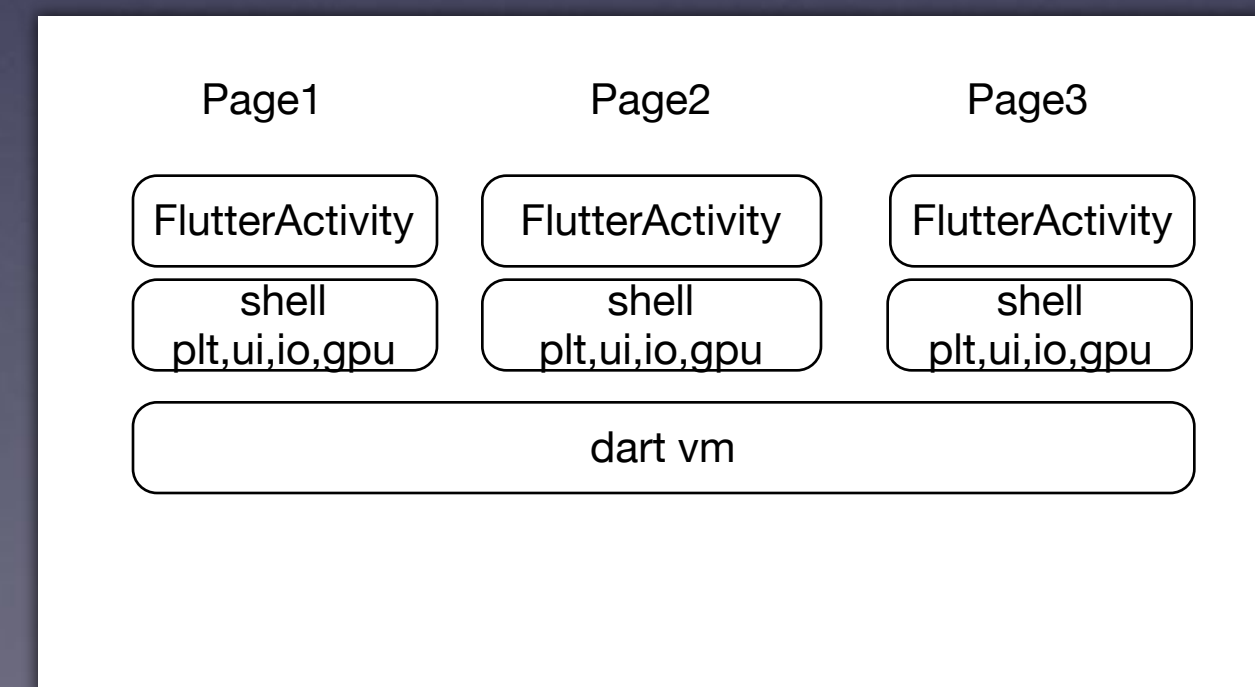 Page1
Page2
Page3
FlutterActivity
FlutterActivity
FlutterActivity
shell
plt,ui,io,gpu
shell
plt,ui,io,gpu
shell
plt,ui,io,gpu
dart vm